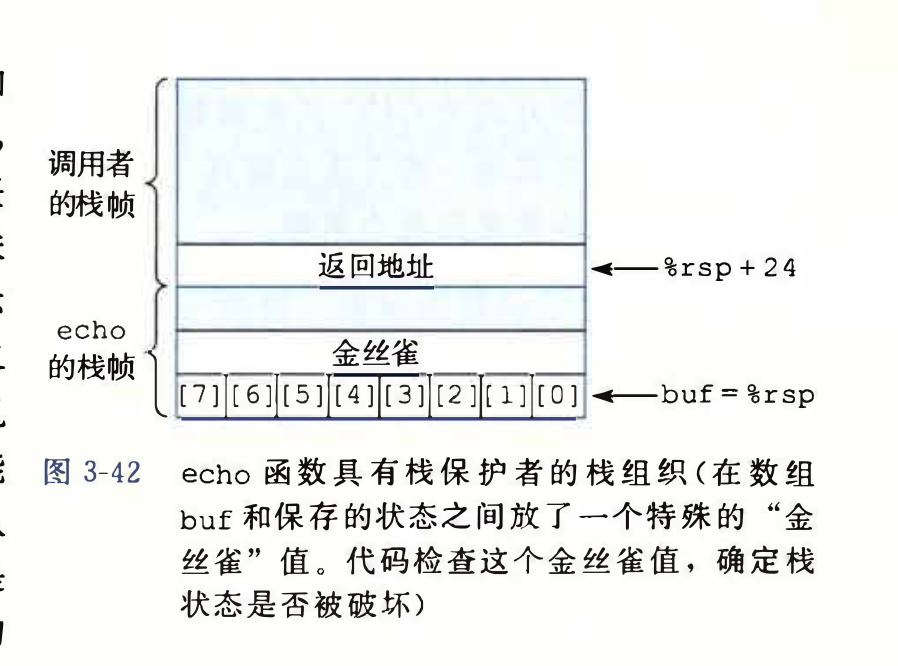 调用者
的栈帧
返回地址
%rsp + 24
echo
的栈帧
金丝雀
[7] [6] [5] [4] [3] [2] [1] [0]
buf = %rsp
图 3-42 echo 函数具有栈保护者的栈组织(在数组
buf 和保存的状态之间放了一个特殊的“金
丝雀”值。代码检查这个金丝雀值，确定栈
状态是否被破坏)